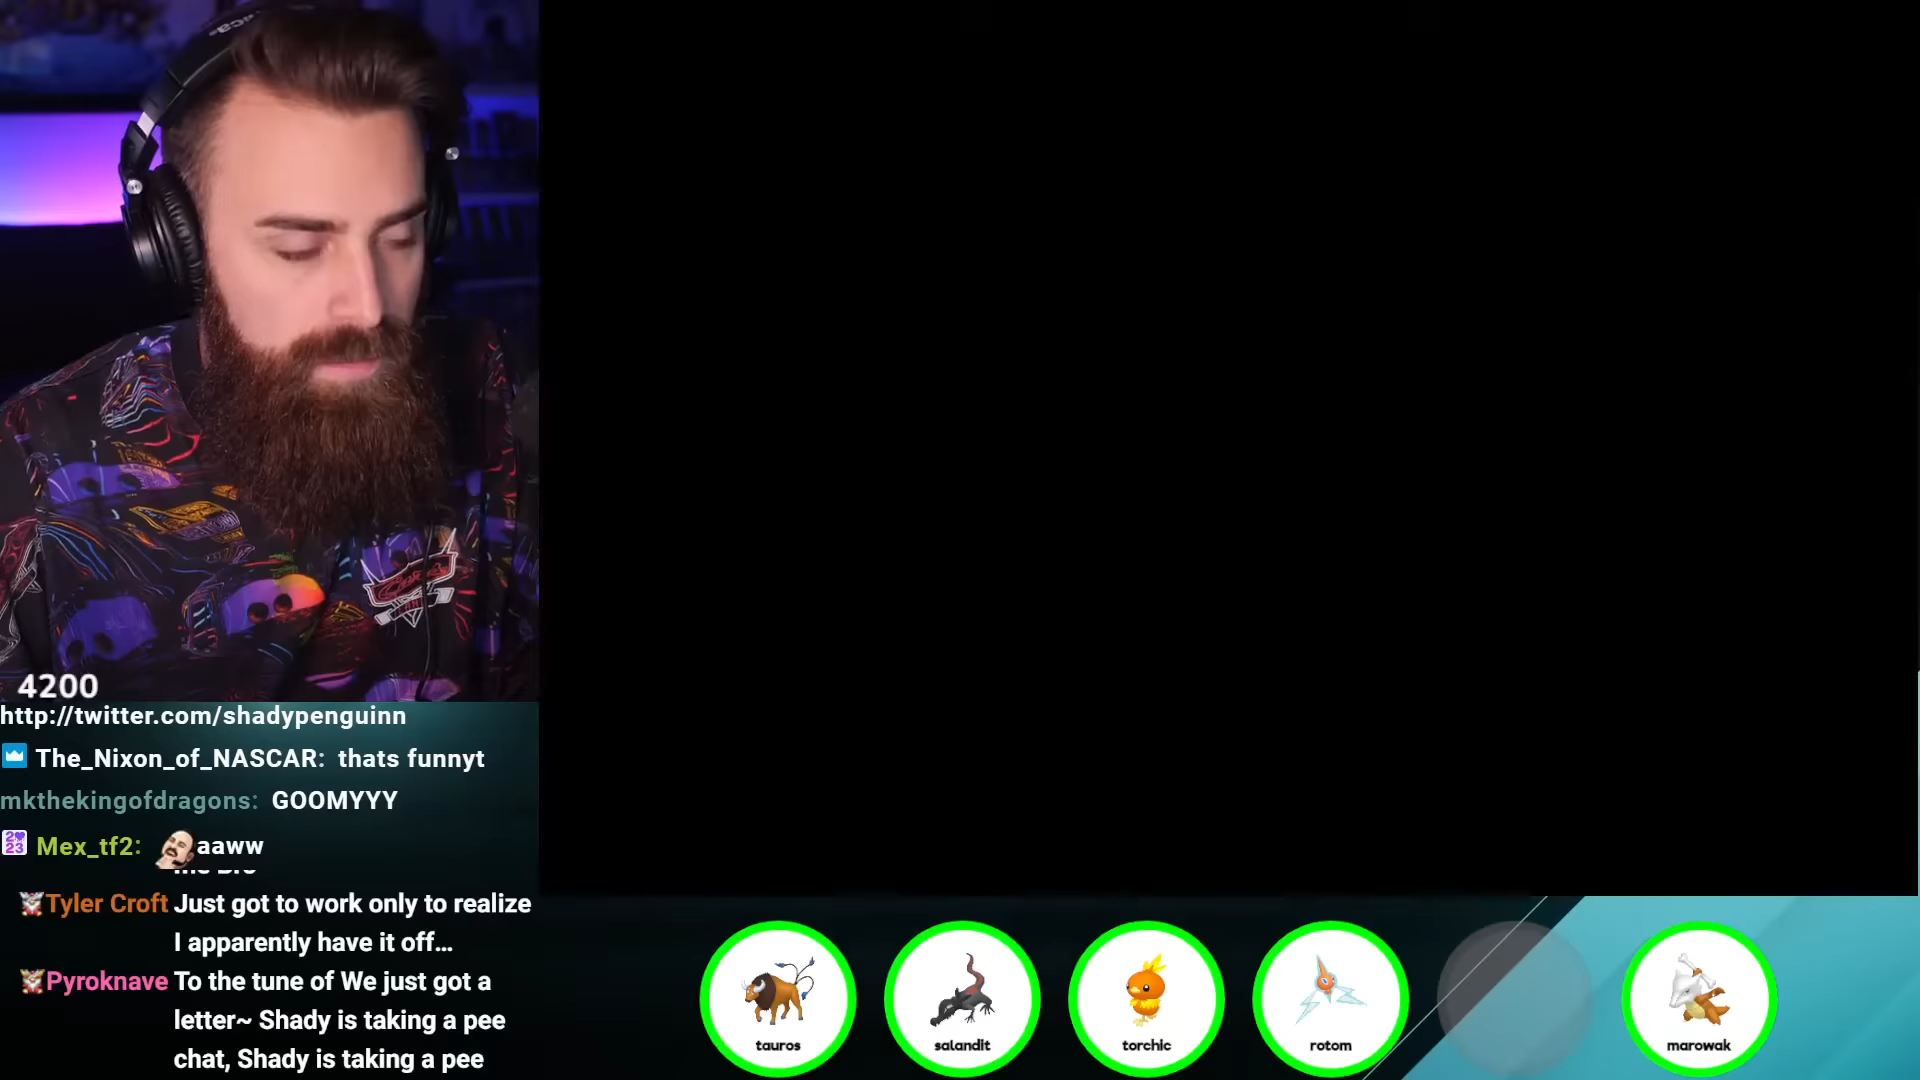 4200
http://twitter.com/shadypenguinn
The_Nixon_of_NASCAR: thats funnyt
mkthekingofdragons: GOOMYYY
Mex_tf2: aaww
Tyler Croft Just got to work only to realize
I apparently have it off...
Pyroknave To the tune of We just got a
letter~ Shady is taking a pee
chat, Shady is taking a pee
tauros
salandit
torchic
rotom
marowak